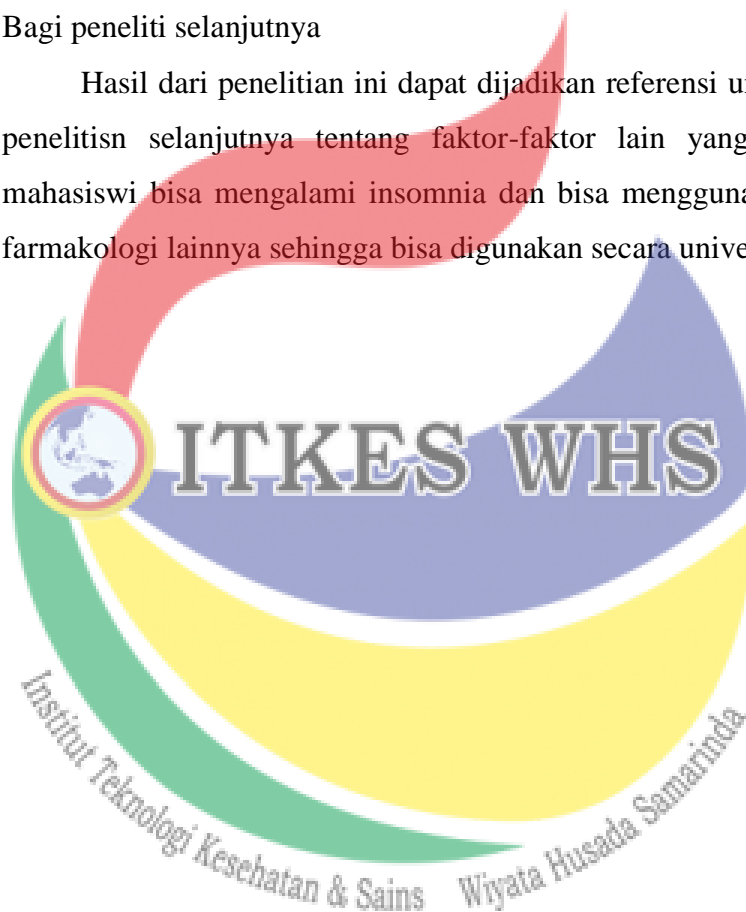 Bagi peneliti selanjutnya
Hasil dari penelitian ini dapat dijadikan referensi
penelitisn selanjutnya tentang faktor-faktor lain yang
mahasiswi bisa mengalami insomnia dan bisa
farmakologi lainnya sehingga bisa digunakan secara
ITKES WHS
Institut Teknologi Kesehatan & Sains Wiyata Husada Samarinda